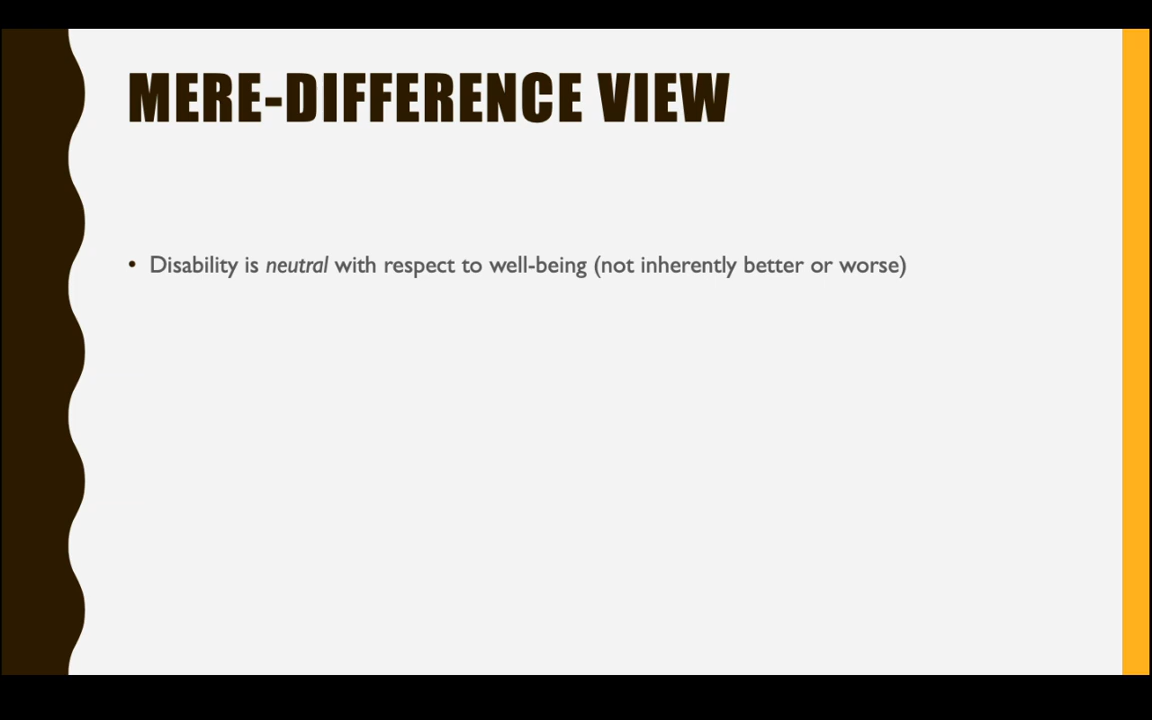 MERE-DIFFERENCE VIEW
• Disability is neutral with respect to well-being (not inherently better or worse)